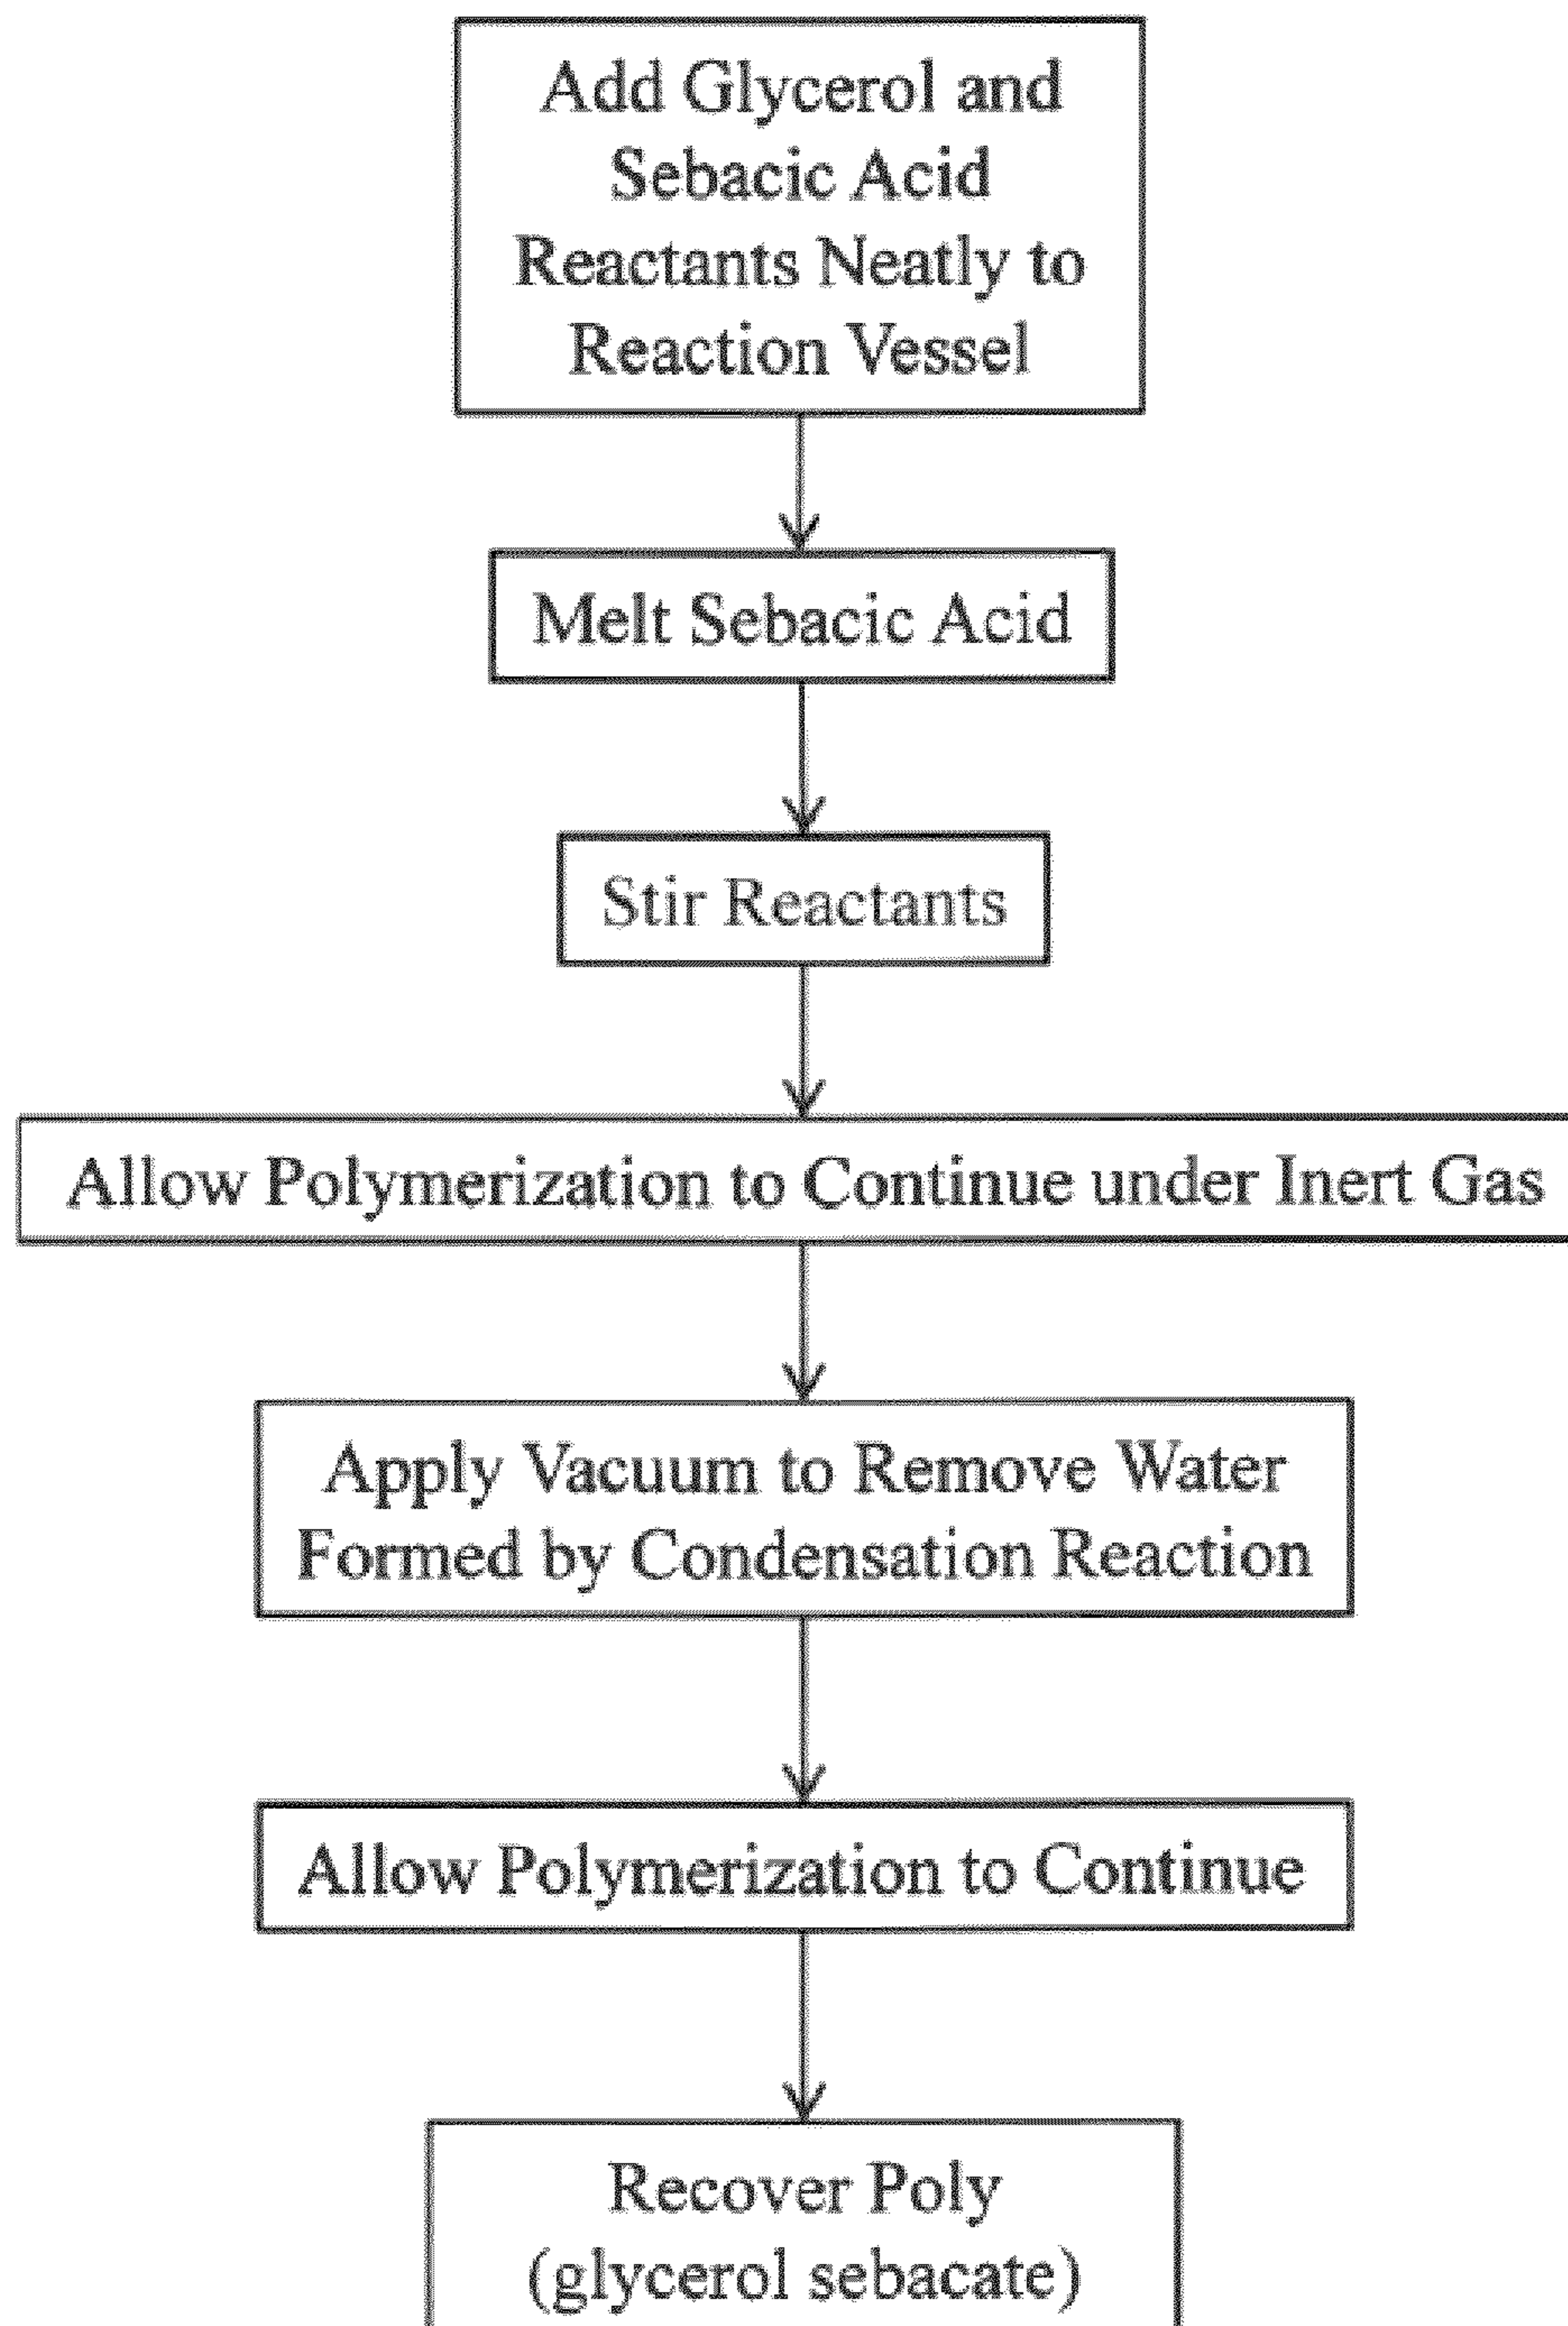 Add Glycerol and
Sebacic Acid
Reactants Neatly to
Reaction Vessel
Melt Sebacic Acid
Stir Reactants
Allow Polymerization to Continue under Inert Gas
Apply Vacuum to Remove Water
Formed by Condensation Reaction
Allow Polymerization to Continue
Recover Poly
(glycerol sebacate)